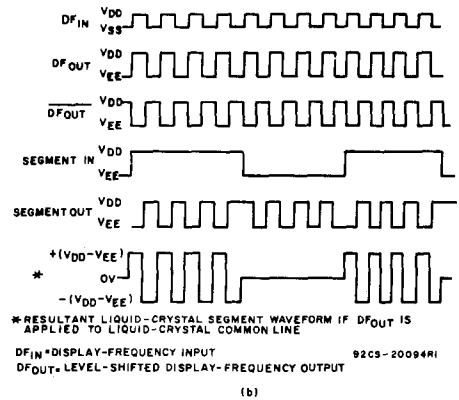 DFIN VDD
VSS
DFOUT VDD
VEE
DFOUT VDD
VEE
SEGMENT IN VDD
VEE
SEGMENT OUT VDD
VEE
+(VDD-VEE)
* OV
-(VDD-VEE)
*RESULTANT LIQUID-CRYSTAL SEGMENT WAVEFORM IF DFOUT IS
APPLIED TO LIQUID-CRYSTAL COMMON LINE
DFIN=DISPLAY-FREQUENCY INPUT 92CS-20094RI
DFOUT=LEVEL-SHIFTED DISPLAY-FREQUENCY OUTPUT
(b)